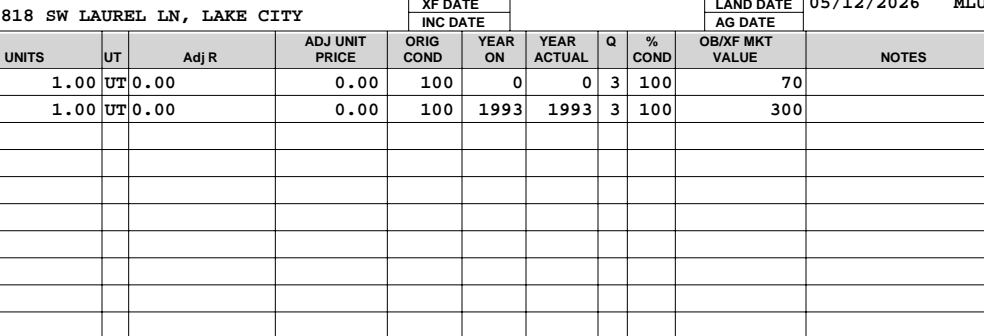 XF DATE LAND DATE 05/12/2026
818 SW LAUREL LN, LAKE CITY
INC DATE AG DATE
UNITS UT Adj R ADJ UNIT PRICE ORIG COND YEAR ON YEAR ACTUAL Q % COND OB/XF MKT VALUE NOTES
1.00 UT 0.00 0.00 100 0 0 3 100 70
1.00 UT 0.00 0.00 100 1993 1993 3 100 300